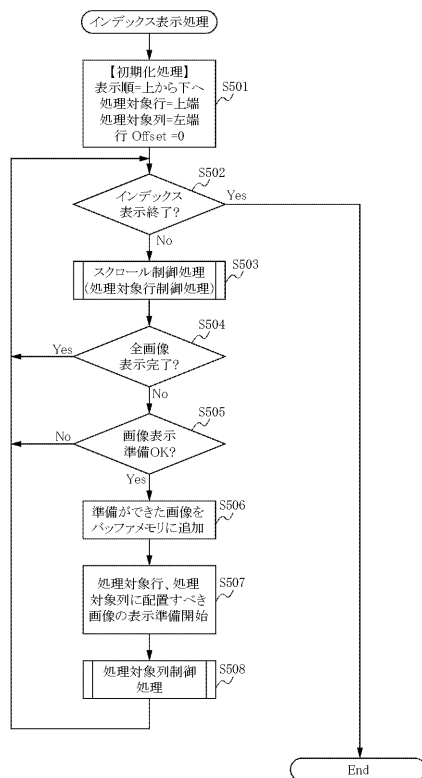 インデックス表示処理
【初期化処理】
表示順=上から下へ
処理対象行=上端
処理対象列=左端
行 Offset =0
S501
S502
インデックス
表示終了?
Yes
No
スクロール制御処理
(処理対象行制御処理)
S503
S504
全画像
表示完了?
Yes
No
S505
画像表示
準備OK?
No
Yes
準備ができた画像を
バッファメモリに追加
S506
処理対象行、処理
対象列に配置すべき
画像の表示準備開始
S507
処理対象列制御
処理
S508
End